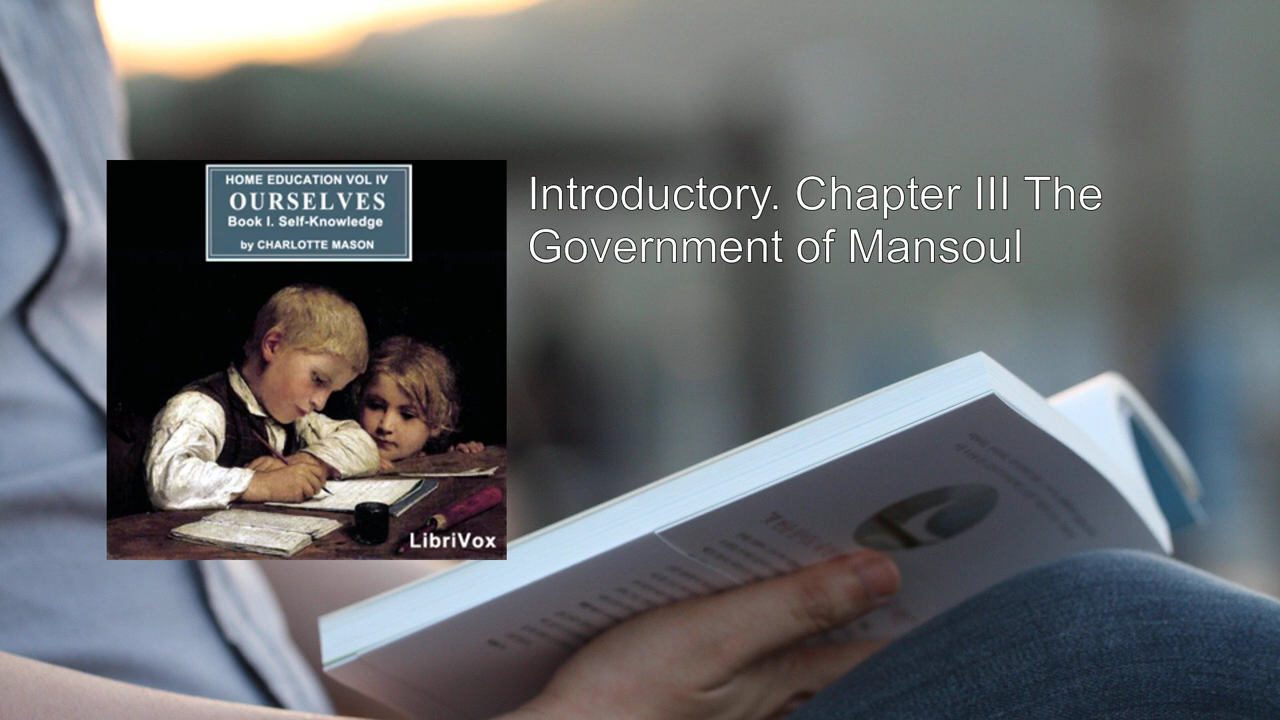 HOME EDUCATION VOL IV
OURSELVES
Book I. Self-Knowledge
by CHARLOTTE MASON
LibriVox
Introductory. Chapter III The
Government of Mansoul